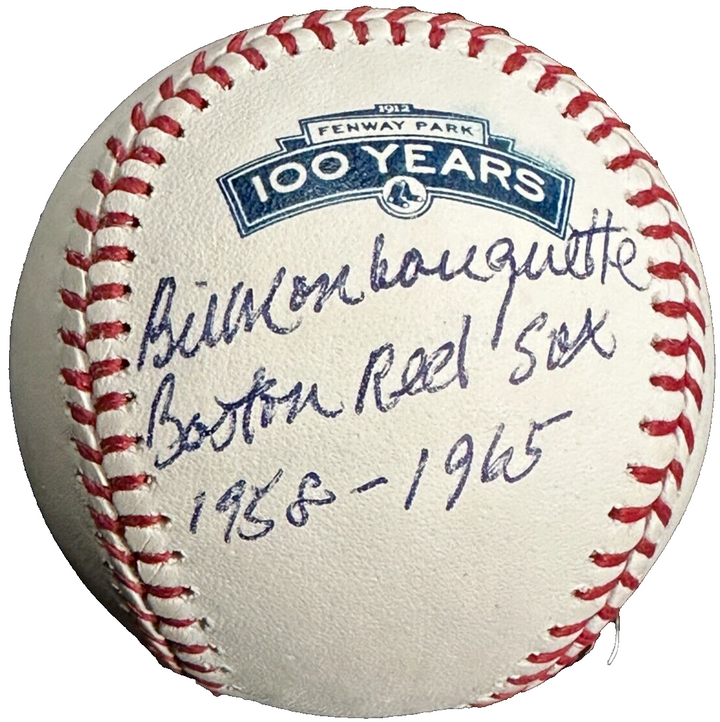 1912
FENWAY PARK
100 YEARS
Bill Monbouquette
Boston Red Sox
1958-1965